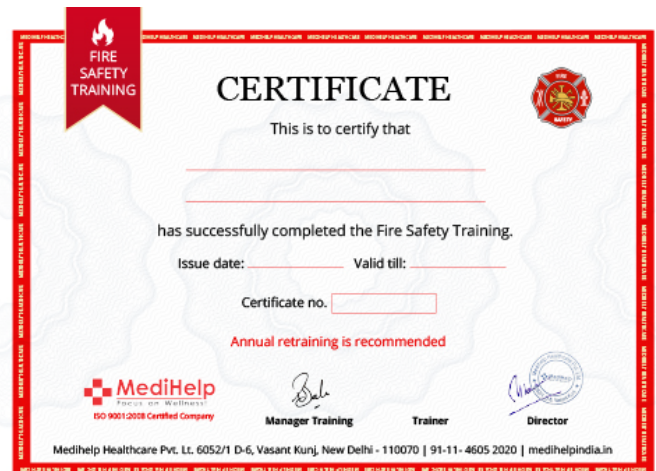 FIRE
SAFETY
TRAINING
CERTIFICATE
FIRE
SAFETY
This is to certify that
has successfully completed the Fire Safety Training.
Issue date: Valid till:
Certificate no.
Annual retraining is recommended
MediHelp
Focus on Wellness!
ISO 9001:2008 Certified Company
Manager Training Trainer Director
Medihelp Healthcare Pvt. Lt. 6052/1 D-6, Vasant Kunj, New Delhi - 110070 | 91-11- 4605 2020 | medihelpindia.in